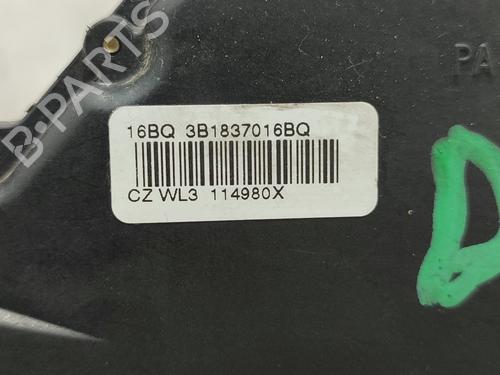 B-PARTS
PA
16BQ 3B1837016BQ
CZ WL3 114980X
D